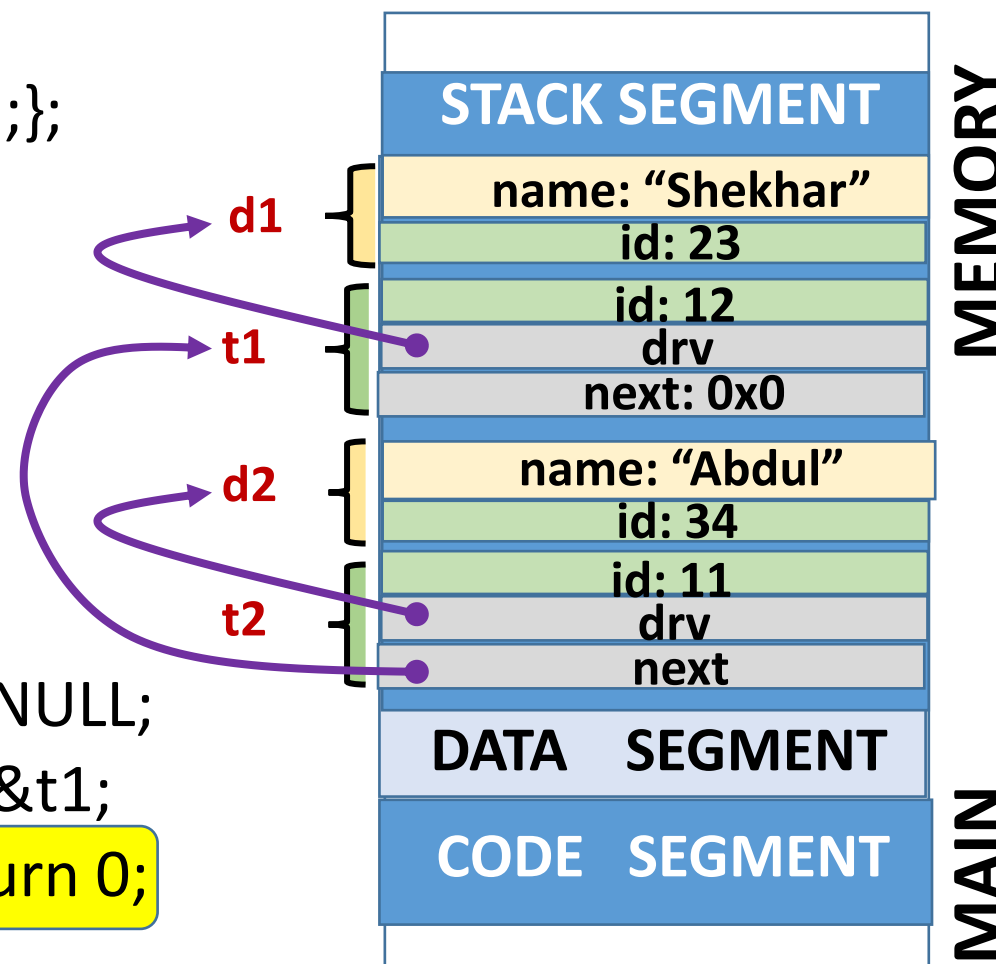 ;};
STACK SEGMENT
name: “Shekhar”
d1
id: 23
id: 12
t1
drv
next: 0x0
name: “Abdul”
d2
id: 34
id: 11
t2
drv
next
NULL;
DATA SEGMENT
&t1;
urn 0;
CODE SEGMENT
MAIN MEMORY